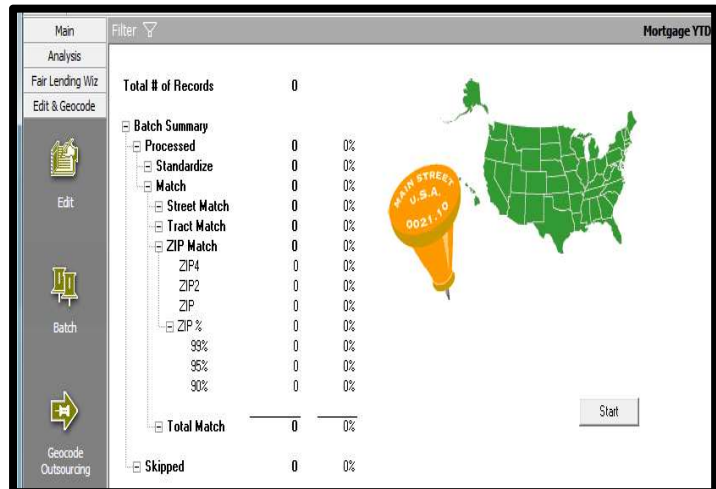 Main
Analysis
Fair Lending Wiz
Edit & Geocode
Edit
Batch
Geocode
Outsourcing
Filter
Mortgage YTD
Total # of Records 0
Batch Summary
Processed 0 0%
Standardize 0 0%
Match 0 0%
Street Match 0 0%
Tract Match 0 0%
ZIP Match 0 0%
ZIP4 0 0%
ZIP2 0 0%
ZIP 0 0%
ZIP % 0 0%
99% 0 0%
95% 0 0%
90% 0 0%
Total Match 0 0%
Skipped 0 0%
MAIN STREET
U.S.A.
0021.10
Start